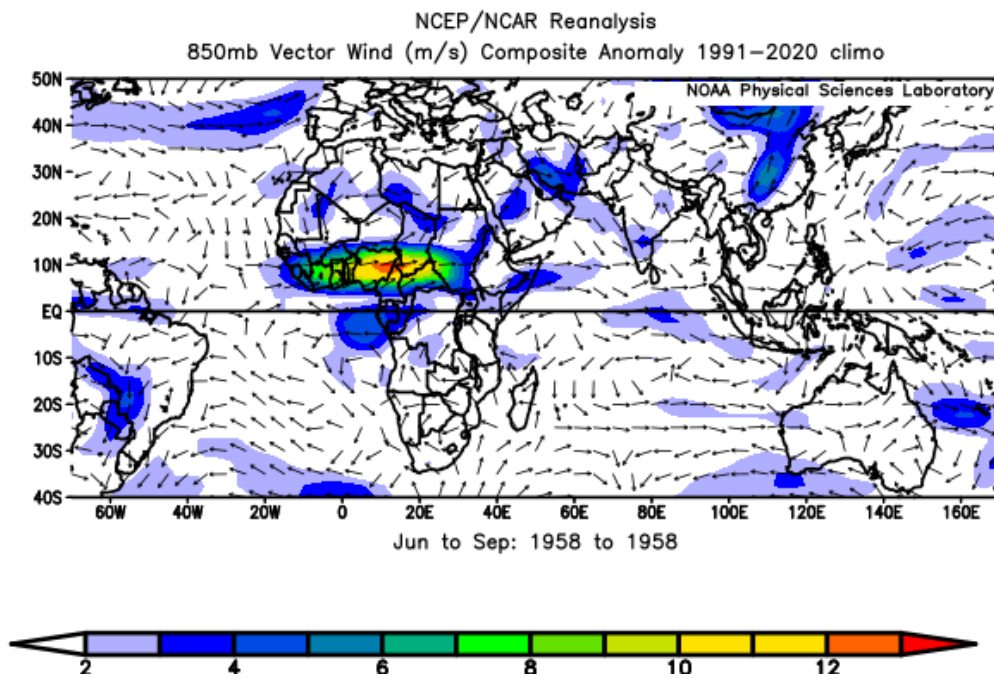 NCEP/NCAR Reanalysis
850mb Vector Wind (m/s) Composite Anomaly 1991−2020 climo
NOAA Physical Sciences Laboratory
50N
40N
30N
20N
10N
EQ
10S
20S
30S
40S
60W 40W 20W 0 20E 40E 60E 80E 100E 120E 140E 160E
Jun to Sep: 1958 to 1958
2 4 6 8 10 12